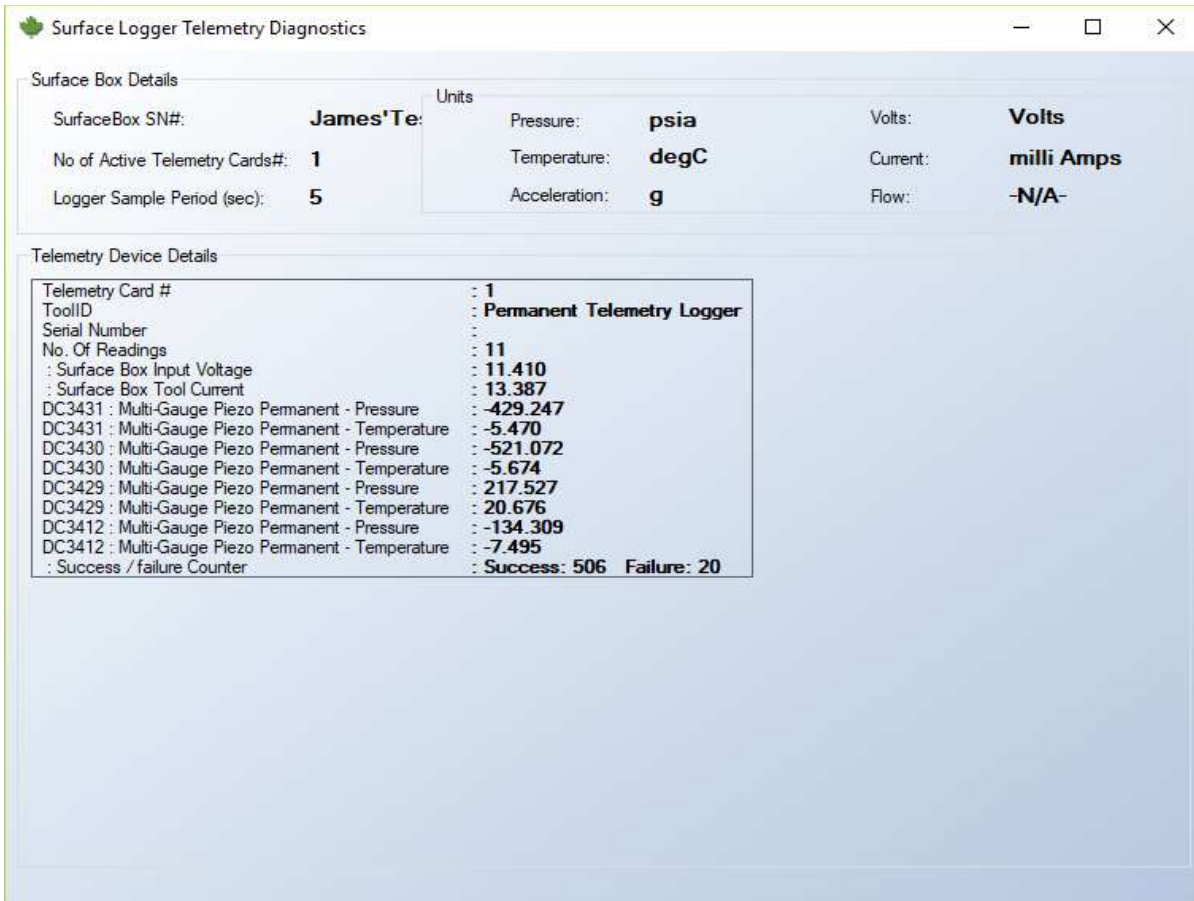 Surface Logger Telemetry Diagnostics
Surface Box Details
SurfaceBox SN#: James'Te
No of Active Telemetry Cards#: 1
Logger Sample Period (sec): 5
Units
Pressure: psia Volts: Volts
Temperature: degC Current: milli Amps
Acceleration: g Flow: -N/A-
Telemetry Device Details
Telemetry Card # : 1
ToolID : Permanent Telemetry Logger
Serial Number :
No. Of Readings : 11
: Surface Box Input Voltage : 11.410
: Surface Box Tool Current : 13.387
DC3431 : Multi-Gauge Piezo Permanent - Pressure : -429.247
DC3431 : Multi-Gauge Piezo Permanent - Temperature : -5.470
DC3430 : Multi-Gauge Piezo Permanent - Pressure : -521.072
DC3430 : Multi-Gauge Piezo Permanent - Temperature : -5.674
DC3429 : Multi-Gauge Piezo Permanent - Pressure : 217.527
DC3429 : Multi-Gauge Piezo Permanent - Temperature : 20.676
DC3412 : Multi-Gauge Piezo Permanent - Pressure : -134.309
DC3412 : Multi-Gauge Piezo Permanent - Temperature : -7.495
: Success / failure Counter : Success: 506 Failure: 20